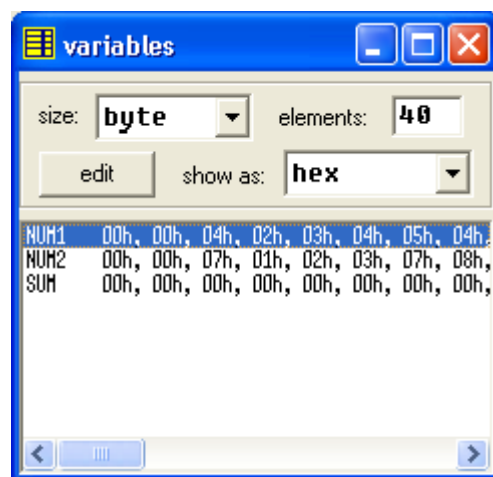 variables
size: byte elements: 40
edit show as: hex
NUM1 00h, 00h, 04h, 02h, 03h, 04h, 05h, 04h,
NUM2 00h, 00h, 07h, 01h, 02h, 03h, 07h, 08h,
SUM 00h, 00h, 00h, 00h, 00h, 00h, 00h, 00h,